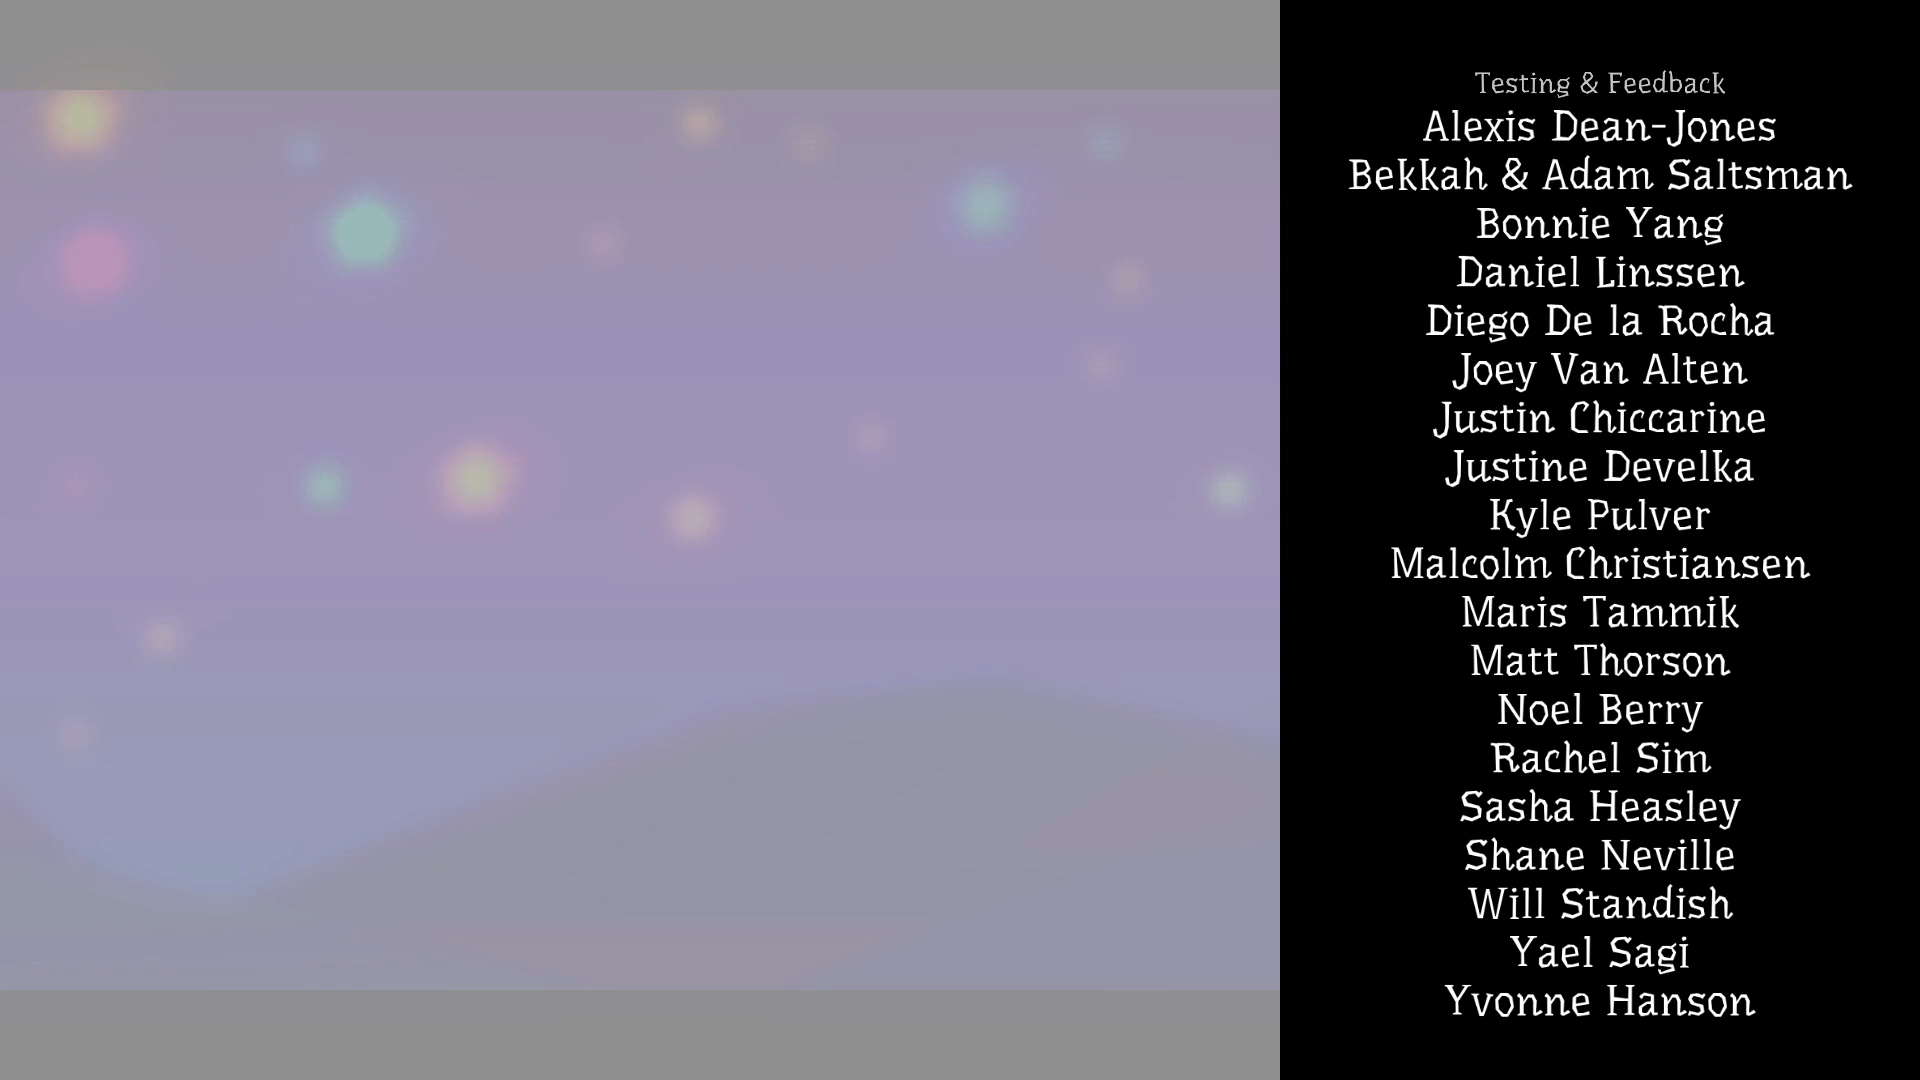 Testing & Feedback
Alexis Dean-Jones
Bekkah & Adam Saltsman
Bonnie Yang
Daniel Linssen
Diego De la Rocha
Joey Van Alten
Justin Chiccarine
Justine Develka
Kyle Pulver
Malcolm Christiansen
Maris Tammik
Matt Thorson
Noel Berry
Rachel Sim
Sasha Heasley
Shane Neville
Will Standish
Yael Sagi
Yvonne Hanson